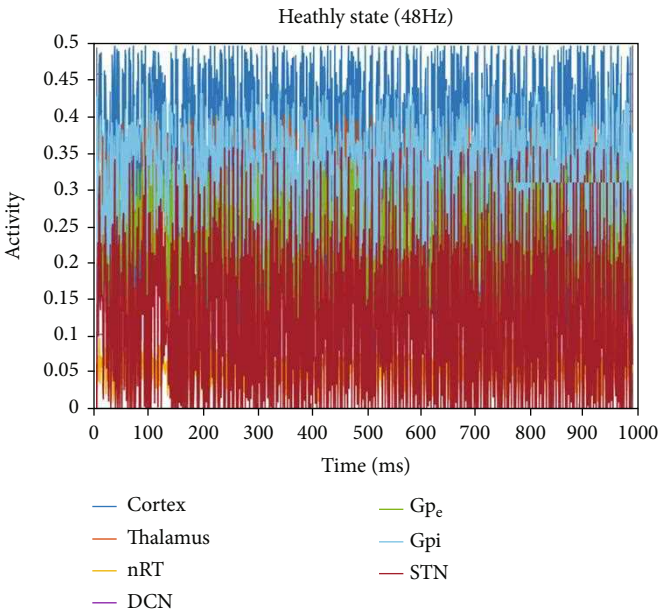 Heathly state (48Hz)
0.5
0.45
0.4
0.35
0.3
0.25
0.2
0.15
0.1
0.05
0
Activity
0 100 200 300 400 500 600 700 800 900 1000
Time (ms)
Cortex
Thalamus
nRT
DCN
Gpe
Gpi
STN